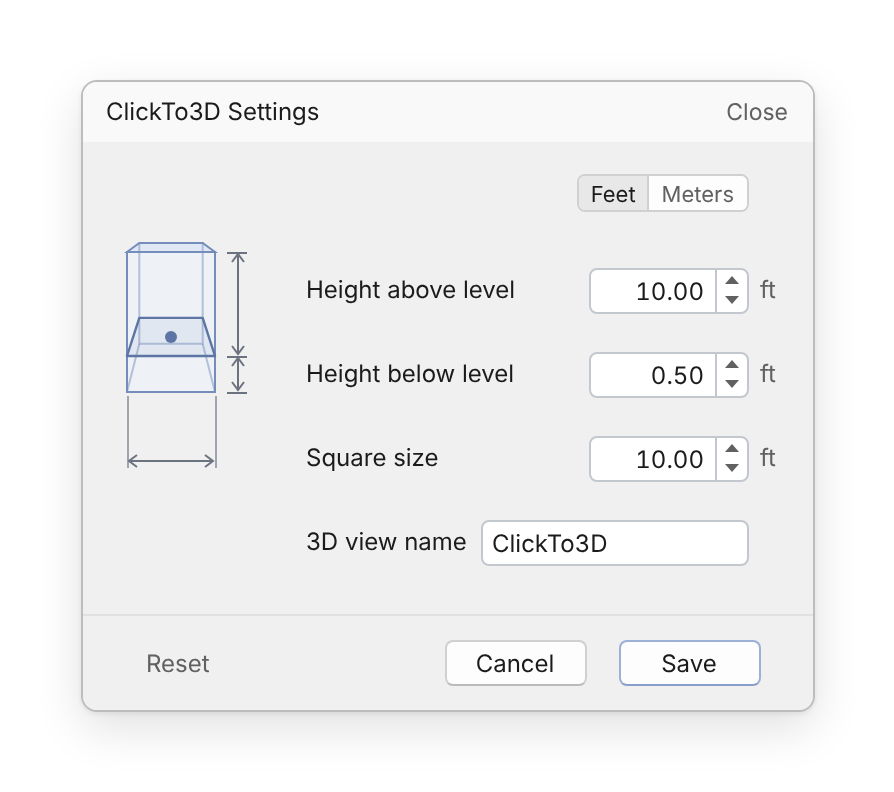 ClickTo3D Settings Close
Feet Meters
Height above level 10.00 ft
Height below level 0.50 ft
Square size 10.00 ft
3D view name ClickTo3D
Reset Cancel Save